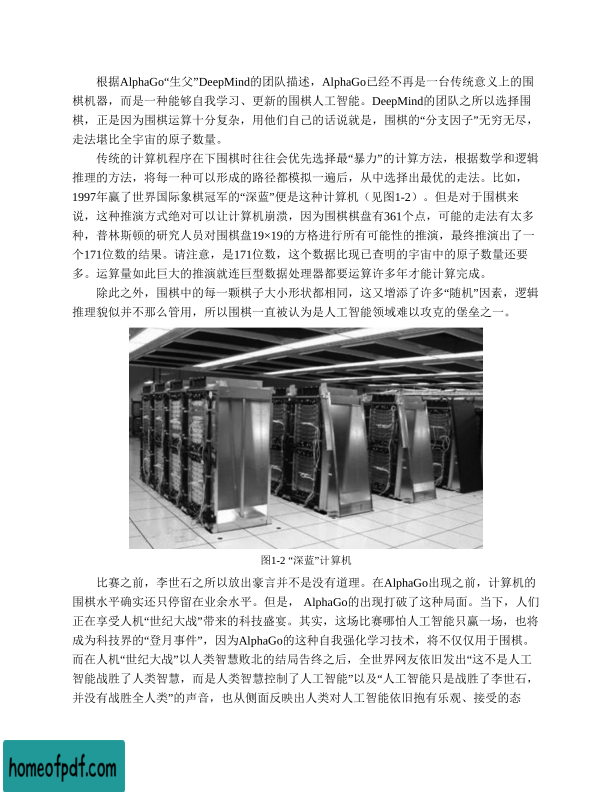 根据AlphaGo“生父”DeepMind的团队描述，AlphaGo已经不再是一台传统意义上的围
棋机器，而是一种能够自我学习、更新的围棋人工智能。DeepMind的团队之所以选择围
棋，正是因为围棋运算十分复杂，用他们自己的话说就是，围棋的“分支因子”无穷无尽，
走法堪比全宇宙的原子数量。
传统的计算机程序在下围棋时往往会优先选择最“暴力”的计算方法，根据数学和逻辑
推理的方法，将每一种可以形成的路径都模拟一遍后，从中选择出最优的走法。比如，
1997年赢了世界国际象棋冠军的“深蓝”便是这种计算机（见图1-2）。但是对于围棋来
说，这种推演方式绝对可以让计算机崩溃，因为围棋棋盘有361个点，可能的走法有太多
种，普林斯顿的研究人员对围棋盘19×19的方格进行所有可能性的推演，最终推演出了一
个171位数的结果。请注意，是171位数，这个数据比现已查明的宇宙中的原子数量还要
多。运算量如此巨大的推演就连巨型数据处理器都要运算许多年才能计算完成。
除此之外，围棋中的每一颗棋子大小形状都相同，这又增添了许多“随机”因素，逻辑
推理貌似并不那么管用，所以围棋一直被认为是人工智能领域难以攻克的堡垒之一。
图1-2 “深蓝”计算机
比赛之前，李世石之所以放出豪言并不是没有道理。在AlphaGo出现之前，计算机的
围棋水平确实还只停留在业余水平。但是， AlphaGo的出现打破了这种局面。当下，人们
正在享受人机“世纪大战”带来的科技盛宴。其实，这场比赛哪怕人工智能只赢一场，也将
成为科技界的“登月事件”，因为AlphaGo的这种自我强化学习技术，将不仅仅用于围棋。
而在人机“世纪大战”以人类智慧败北的结局告终之后，全世界网友依旧发出“这不是人工
智能战胜了人类智慧，而是人类智慧控制了人工智能”以及“人工智能只是战胜了李世石，
并没有战胜全人类”的声音，也从侧面反映出人类对人工智能依旧抱有乐观、接受的态
homeofpdf.com